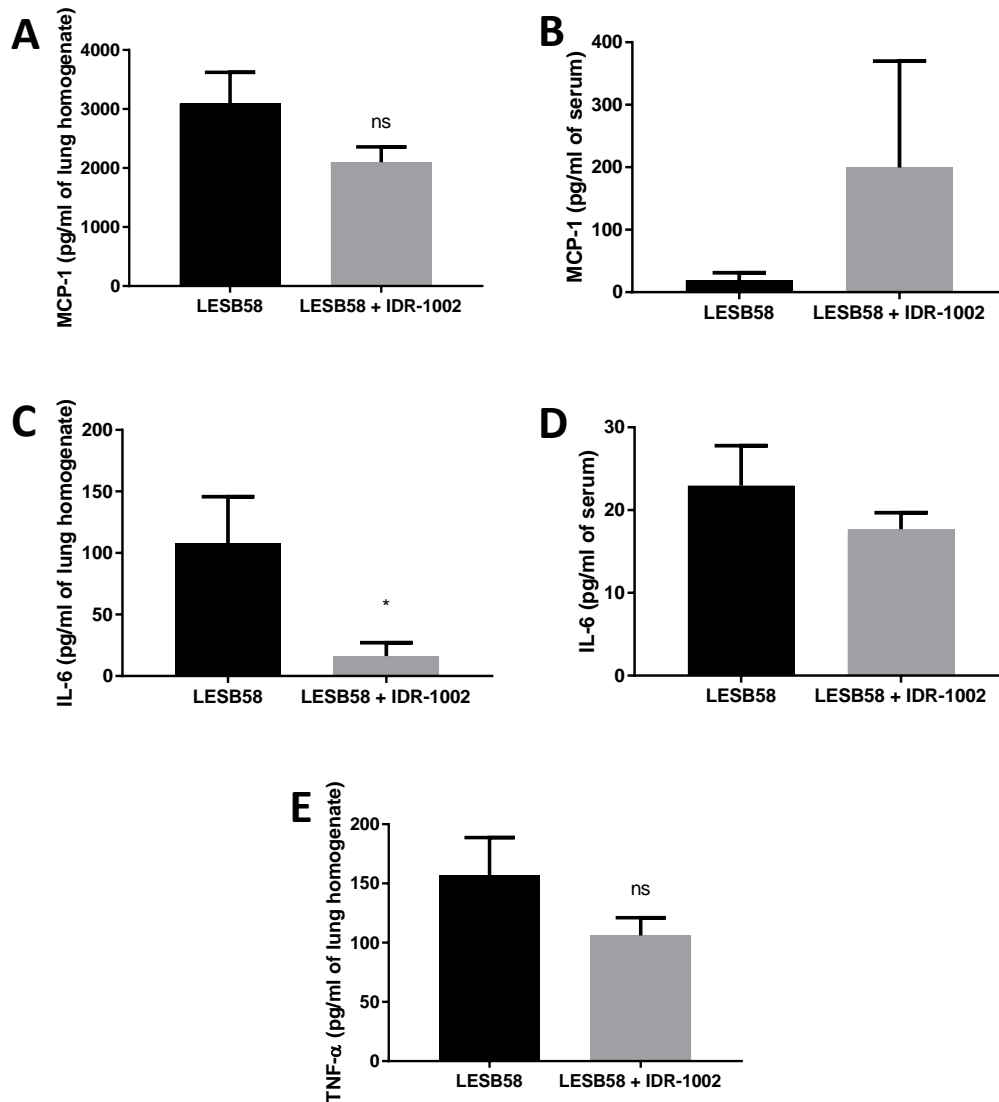 A
MCP-1 (pg/ml of lung homogenate)
4000
3000
2000
1000
0
ns
LESB58
LESB58 + IDR-1002
B
MCP-1 (pg/ml of serum)
400
300
200
100
0
LESB58
LESB58 + IDR-1002
C
IL-6 (pg/ml of lung homogenate)
200
150
100
50
0
*
LESB58
LESB58 + IDR-1002
D
IL-6 (pg/ml of serum)
30
20
10
0
LESB58
LESB58 + IDR-1002
E
TNF-α (pg/ml of lung homogenate)
200
150
100
50
0
ns
LESB58
LESB58 + IDR-1002